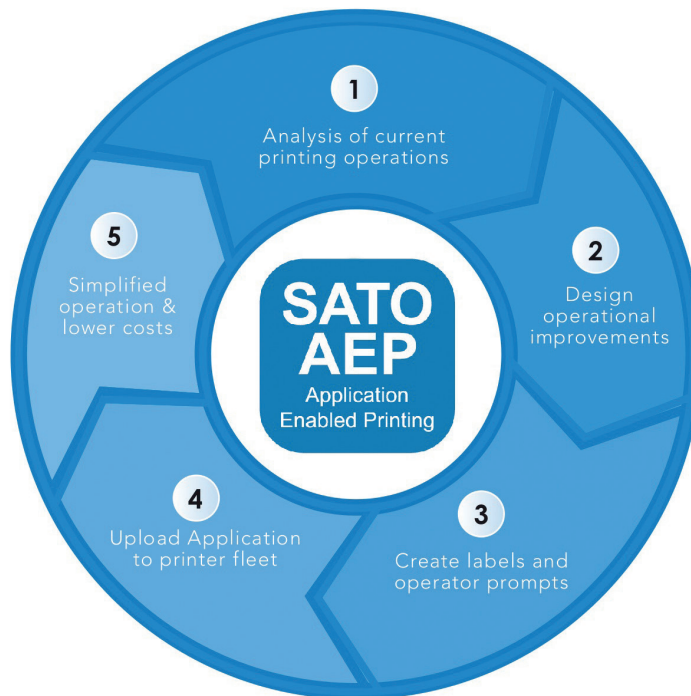 1
Analysis of current
printing operations
2
Design
operational
improvements
3
Create labels and
operator prompts
4
Upload Application
to printer fleet
5
Simplified
operation &
lower costs
SATO
AEP
Application
Enabled Printing